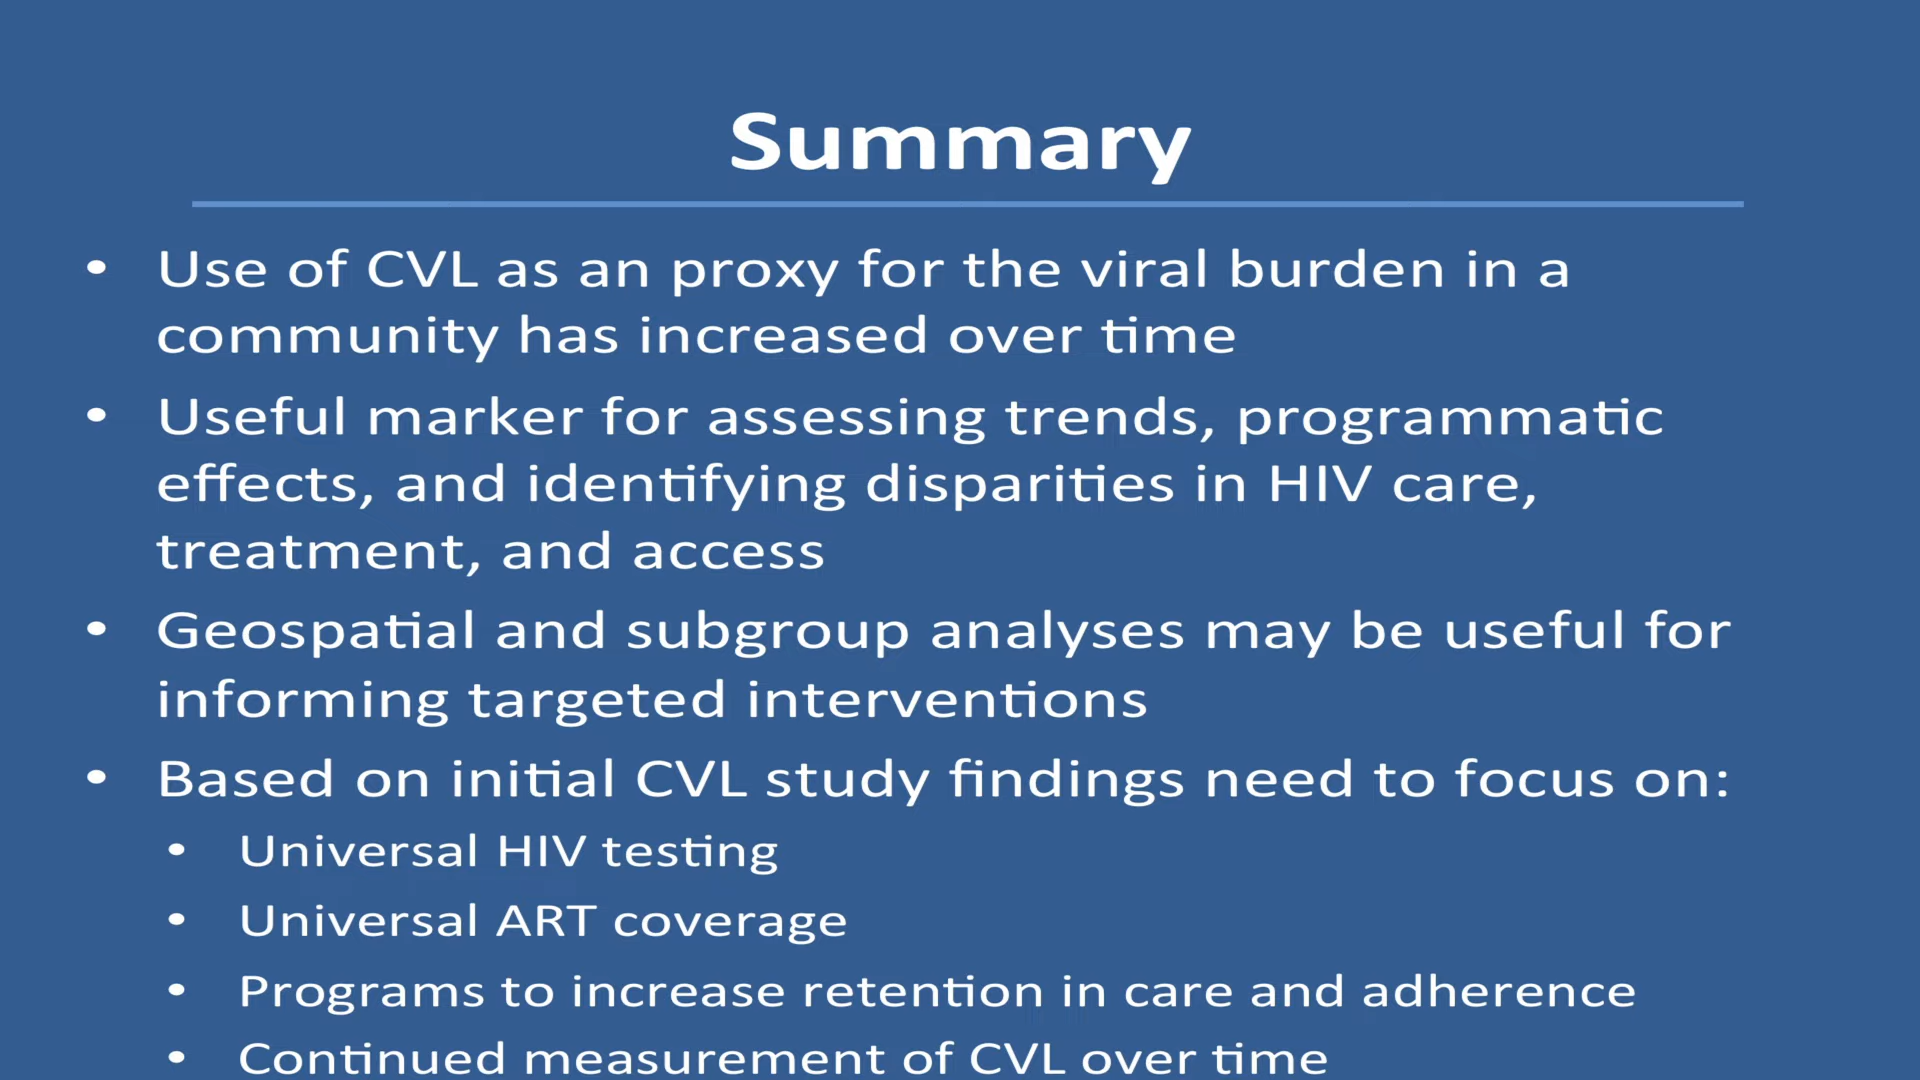 Summary
• Use of CVL as an proxy for the viral burden in a
community has increased over time
• Useful marker for assessing trends, programmatic
effects, and identifying disparities in HIV care,
treatment, and access
• Geospatial and subgroup analyses may be useful for
informing targeted interventions
• Based on initial CVL study findings need to focus on:
• Universal HIV testing
• Universal ART coverage
• Programs to increase retention in care and adherence
• Continued measurement of CVL over time